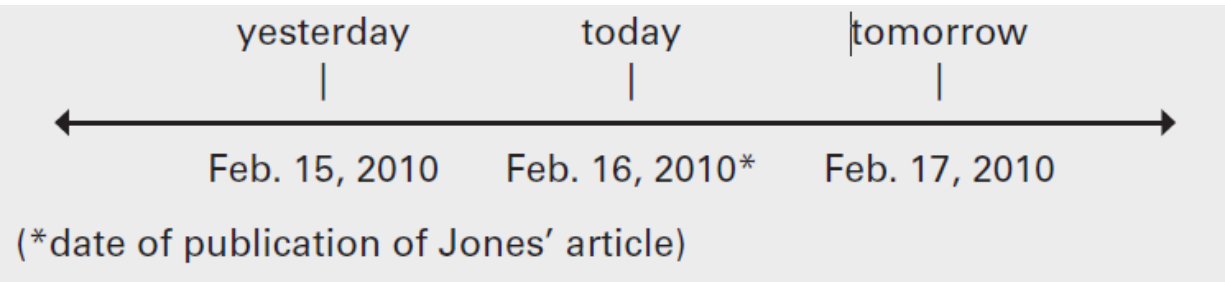 yesterday today tomorrow
Feb. 15, 2010 Feb. 16, 2010* Feb. 17, 2010
(*date of publication of Jones’ article)